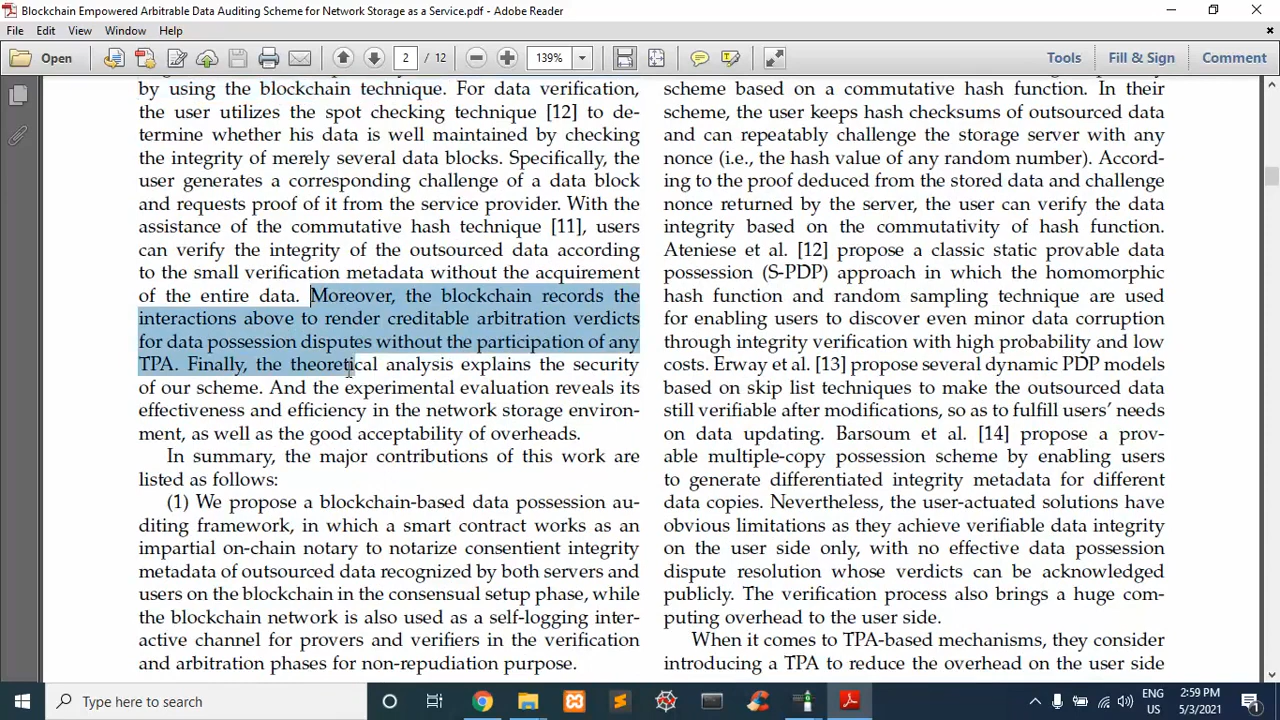 Blockchain Empowered Arbitrable Data Auditing Scheme for Network Storage as a Service.pdf - Adobe Reader
File Edit View Window Help
Open 2 / 12 139% Tools Fill & Sign Comment
by using the blockchain technique. For data verification,
the user utilizes the spot checking technique [12] to de-
termine whether his data is well maintained by checking
the integrity of merely several data blocks. Specifically, the
user generates a corresponding challenge of a data block
and requests proof of it from the service provider. With the
assistance of the commutative hash technique [11], users
can verify the integrity of the outsourced data according
to the small verification metadata without the acquirement
of the entire data. Moreover, the blockchain records the
interactions above to render creditable arbitration verdicts
for data possession disputes without the participation of any
TPA. Finally, the theoretical analysis explains the security
of our scheme. And the experimental evaluation reveals its
effectiveness and efficiency in the network storage environ-
ment, as well as the good acceptability of overheads.
In summary, the major contributions of this work are
listed as follows:
(1) We propose a blockchain-based data possession au-
diting framework, in which a smart contract works as an
impartial on-chain notary to notarize consentient integrity
metadata of outsourced data recognized by both servers and
users on the blockchain in the consensual setup phase, while
the blockchain network is also used as a self-logging inter-
active channel for provers and verifiers in the verification
and arbitration phases for non-repudiation purpose.
scheme based on a commutative hash function. In their
scheme, the user keeps hash checksums of outsourced data
and can repeatably challenge the storage server with any
nonce (i.e., the hash value of any random number). Accord-
ing to the proof deduced from the stored data and challenge
nonce returned by the server, the user can verify the data
integrity based on the commutativity of hash function.
Ateniese et al. [12] propose a classic static provable data
possession (S-PDP) approach in which the homomorphic
hash function and random sampling technique are used
for enabling users to discover even minor data corruption
through integrity verification with high probability and low
costs. Erway et al. [13] propose several dynamic PDP models
based on skip list techniques to make the outsourced data
still verifiable after modifications, so as to fulfill users' needs
on data updating. Barsoum et al. [14] propose a prov-
able multiple-copy possession scheme by enabling users
to generate differentiated integrity metadata for different
data copies. Nevertheless, the user-actuated solutions have
obvious limitations as they achieve verifiable data integrity
on the user side only, with no effective data possession
dispute resolution whose verdicts can be acknowledged
publicly. The verification process also brings a huge com-
puting overhead to the user side.
When it comes to TPA-based mechanisms, they consider
introducing a TPA to reduce the overhead on the user side
Type here to search
ENG
US
2:59 PM
5/3/2021
1